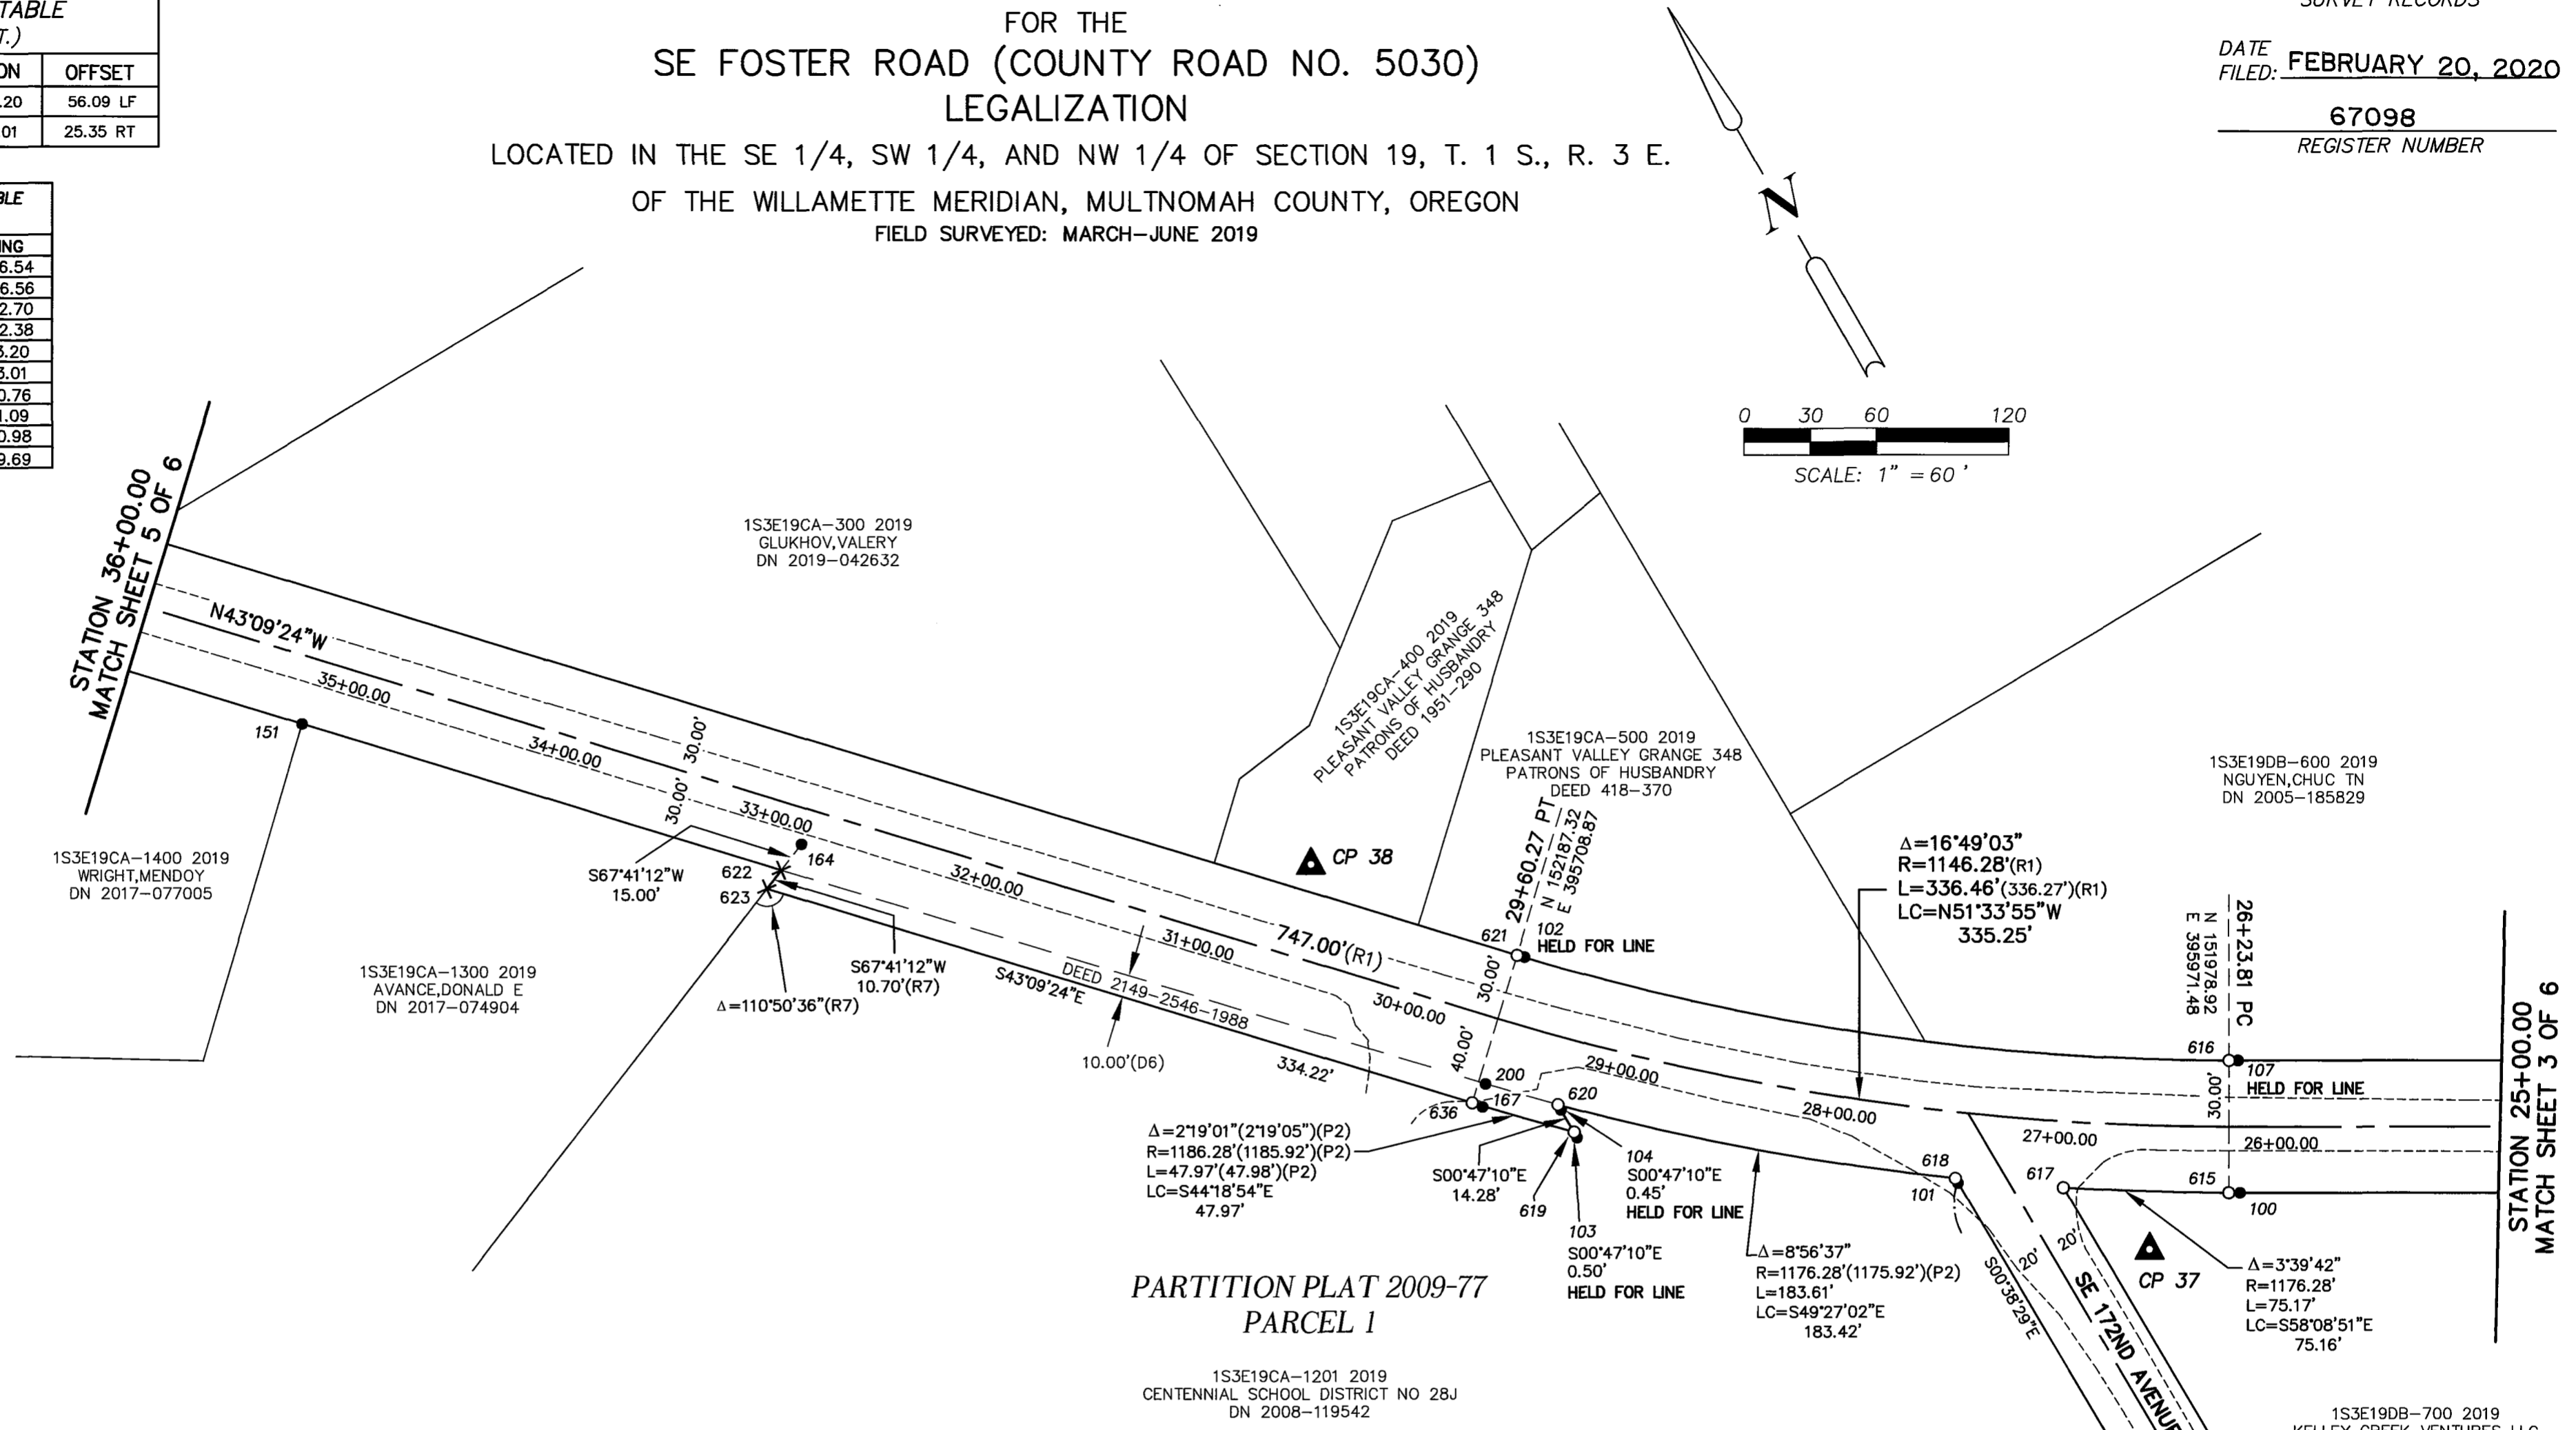 TABLE
OFFSET
.20 56.09 LF
01 25.35 RT
6.54
6.56
2.70
2.38
3.01
0.76
1.09
0.98
9.69
FOR THE
SE FOSTER ROAD (COUNTY ROAD NO. 5030)
LEGALIZATION
LOCATED IN THE SE 1/4, SW 1/4, AND NW 1/4 OF SECTION 19, T. 1 S., R. 3 E.
OF THE WILLAMETTE MERIDIAN, MULTNOMAH COUNTY, OREGON
FIELD SURVEYED: MARCH-JUNE 2019
SURVEY RECORDS
DATE
FILED: FEBRUARY 20, 2020
67098
REGISTER NUMBER
N
0 30 60 120
SCALE: 1" = 60 '
STATION 36+00.00
MATCH SHEET 5 OF 6
N43°09'24"W
35+00.00
34+00.00
33+00.00
32+00.00
31+00.00
30+00.00
29+00.00
28+00.00
27+00.00
26+00.00
30.00'
30.00'
747.00'(R1)
151
1S3E19CA-300 2019
GLUKHOV,VALERY
DN 2019-042632
1S3E19CA-400 2019
PLEASANT VALLEY GRANGE 348
PATRONS OF HUSBANDRY
DEED 1951-290
1S3E19CA-500 2019
PLEASANT VALLEY GRANGE 348
PATRONS OF HUSBANDRY
DEED 418-370
1S3E19DB-600 2019
NGUYEN,CHUC TN
DN 2005-185829
1S3E19CA-1400 2019
WRIGHT,MENDOY
DN 2017-077005
1S3E19CA-1300 2019
AVANCE,DONALD E
DN 2017-074904
S67°41'12"W
15.00'
622
623
164
S67°41'12"W
10.70'(R7)
Δ=110°50'36"(R7)
DEED 2149-2546-1988
S43°09'24"E
334.22'
10.00'(D6)
CP 38
29+60.27 PT
N 152187.32
E 395708.87
621
102
HELD FOR LINE
30.00'
40.00'
200
167
636
620
Δ=2°19'01"(2°19'05")(P2)
R=1186.28'(1185.92')(P2)
L=47.97'(47.98')(P2)
LC=S44°18'54"E
47.97'
S00°47'10"E
14.28'
619
103
S00°47'10"E
0.50'
HELD FOR LINE
104
S00°47'10"E
0.45'
HELD FOR LINE
Δ=16°49'03"
R=1146.28'(R1)
L=336.46'(336.27')(R1)
LC=N51°33'55"W
335.25'
Δ=8°56'37"
R=1176.28'(1175.92')(P2)
L=183.61'
LC=S49°27'02"E
183.42'
618
101
617
S00°38'29"E
20'
20'
SE 172ND AVENUE
CP 37
26+23.81 PC
N 151978.92
E 395971.48
616
107
HELD FOR LINE
30.00'
615
100
Δ=3°39'42"
R=1176.28'
L=75.17'
LC=S58°08'51"E
75.16'
STATION 25+00.00
MATCH SHEET 3 OF 6
PARTITION PLAT 2009-77
PARCEL 1
1S3E19CA-1201 2019
CENTENNIAL SCHOOL DISTRICT NO 28J
DN 2008-119542
1S3E19DB-700 2019
KELLEY CREEK VENTURES LLC